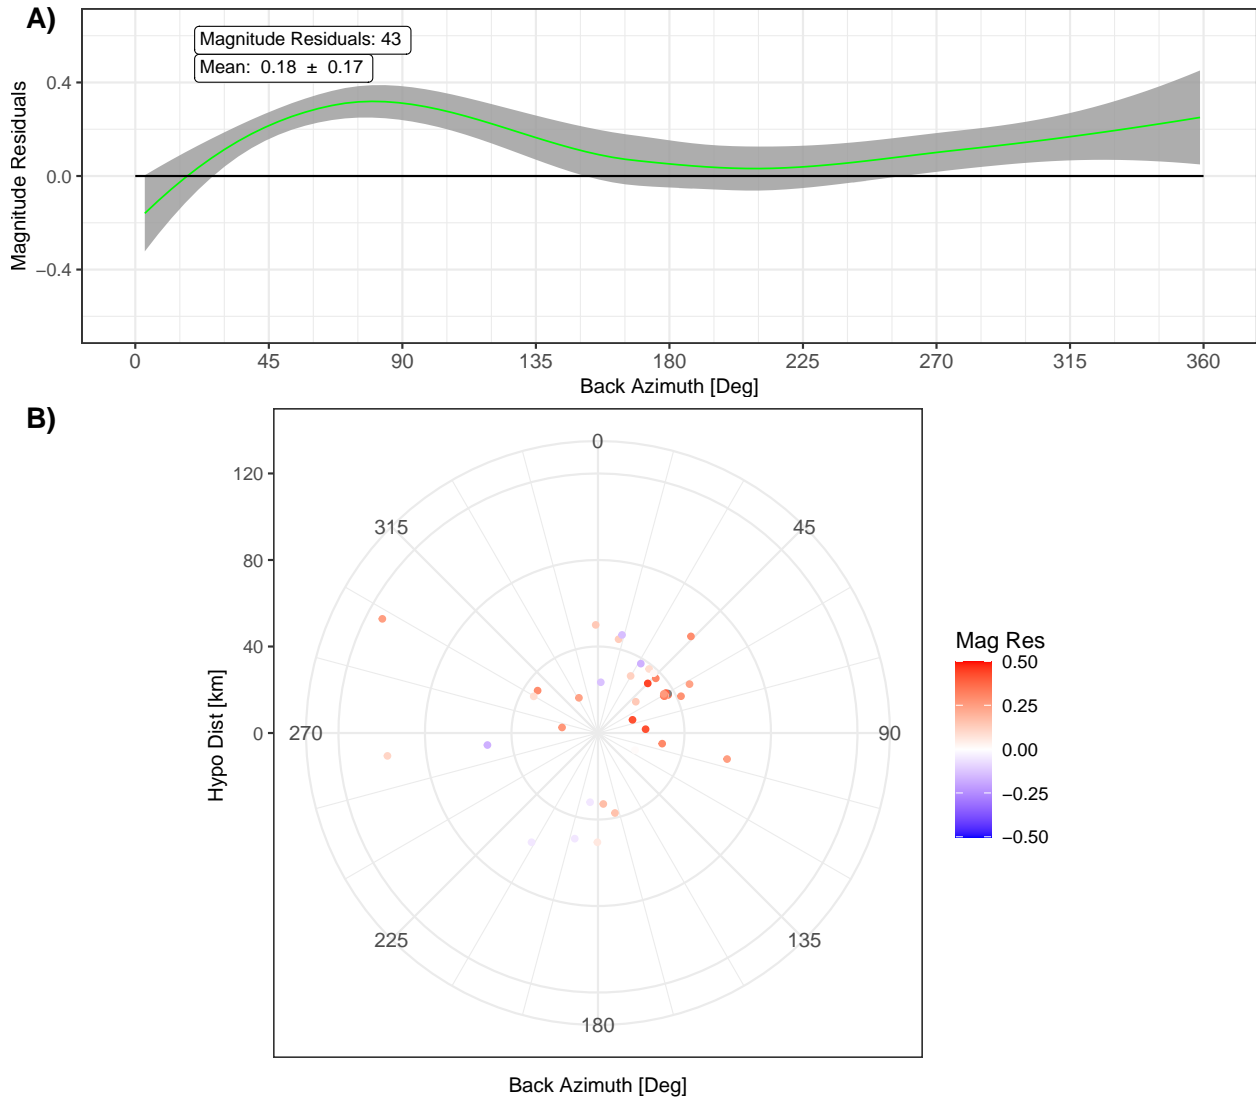 A)
Magnitude Residuals: 43
Mean:  0.18  ±  0.17
Magnitude Residuals
0.4
0.0
−0.4
0 45 90 135 180 225 270 315 360
Back Azimuth [Deg]
B)
Hypo Dist [km]
120
80
40
0
0
45
90
135
180
225
270
315
Back Azimuth [Deg]
Mag Res
0.50
0.25
0.00
−0.25
−0.50